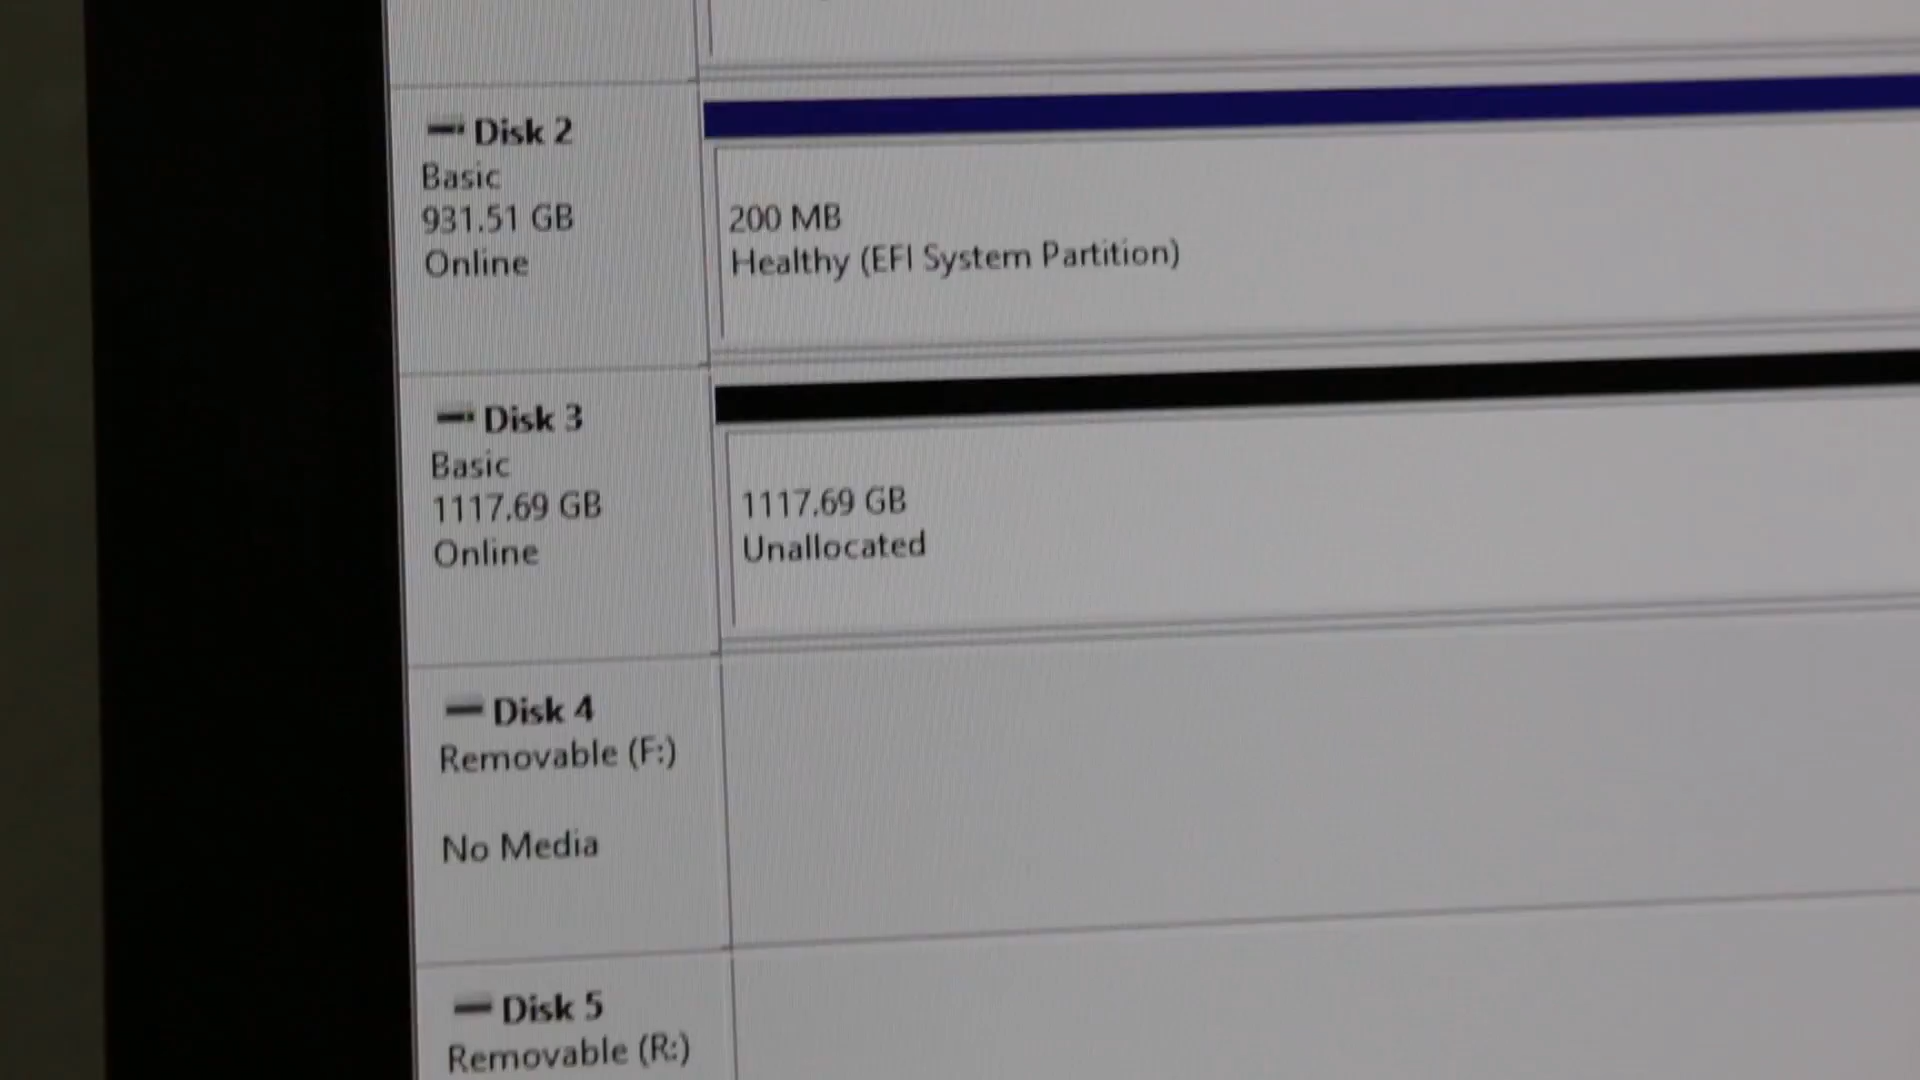 Disk 2
Basic
931.51 GB
Online
200 MB
Healthy (EFI System Partition)
Disk 3
Basic
1117.69 GB
Online
1117.69 GB
Unallocated
Disk 4
Removable (F:)
No Media
Disk 5
Removable (R:)